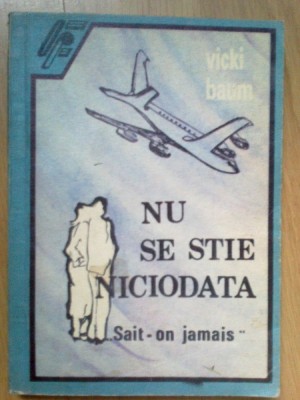 vicki
baum
NU
SE STIE
NICIODATA
„Sait-on jamais"